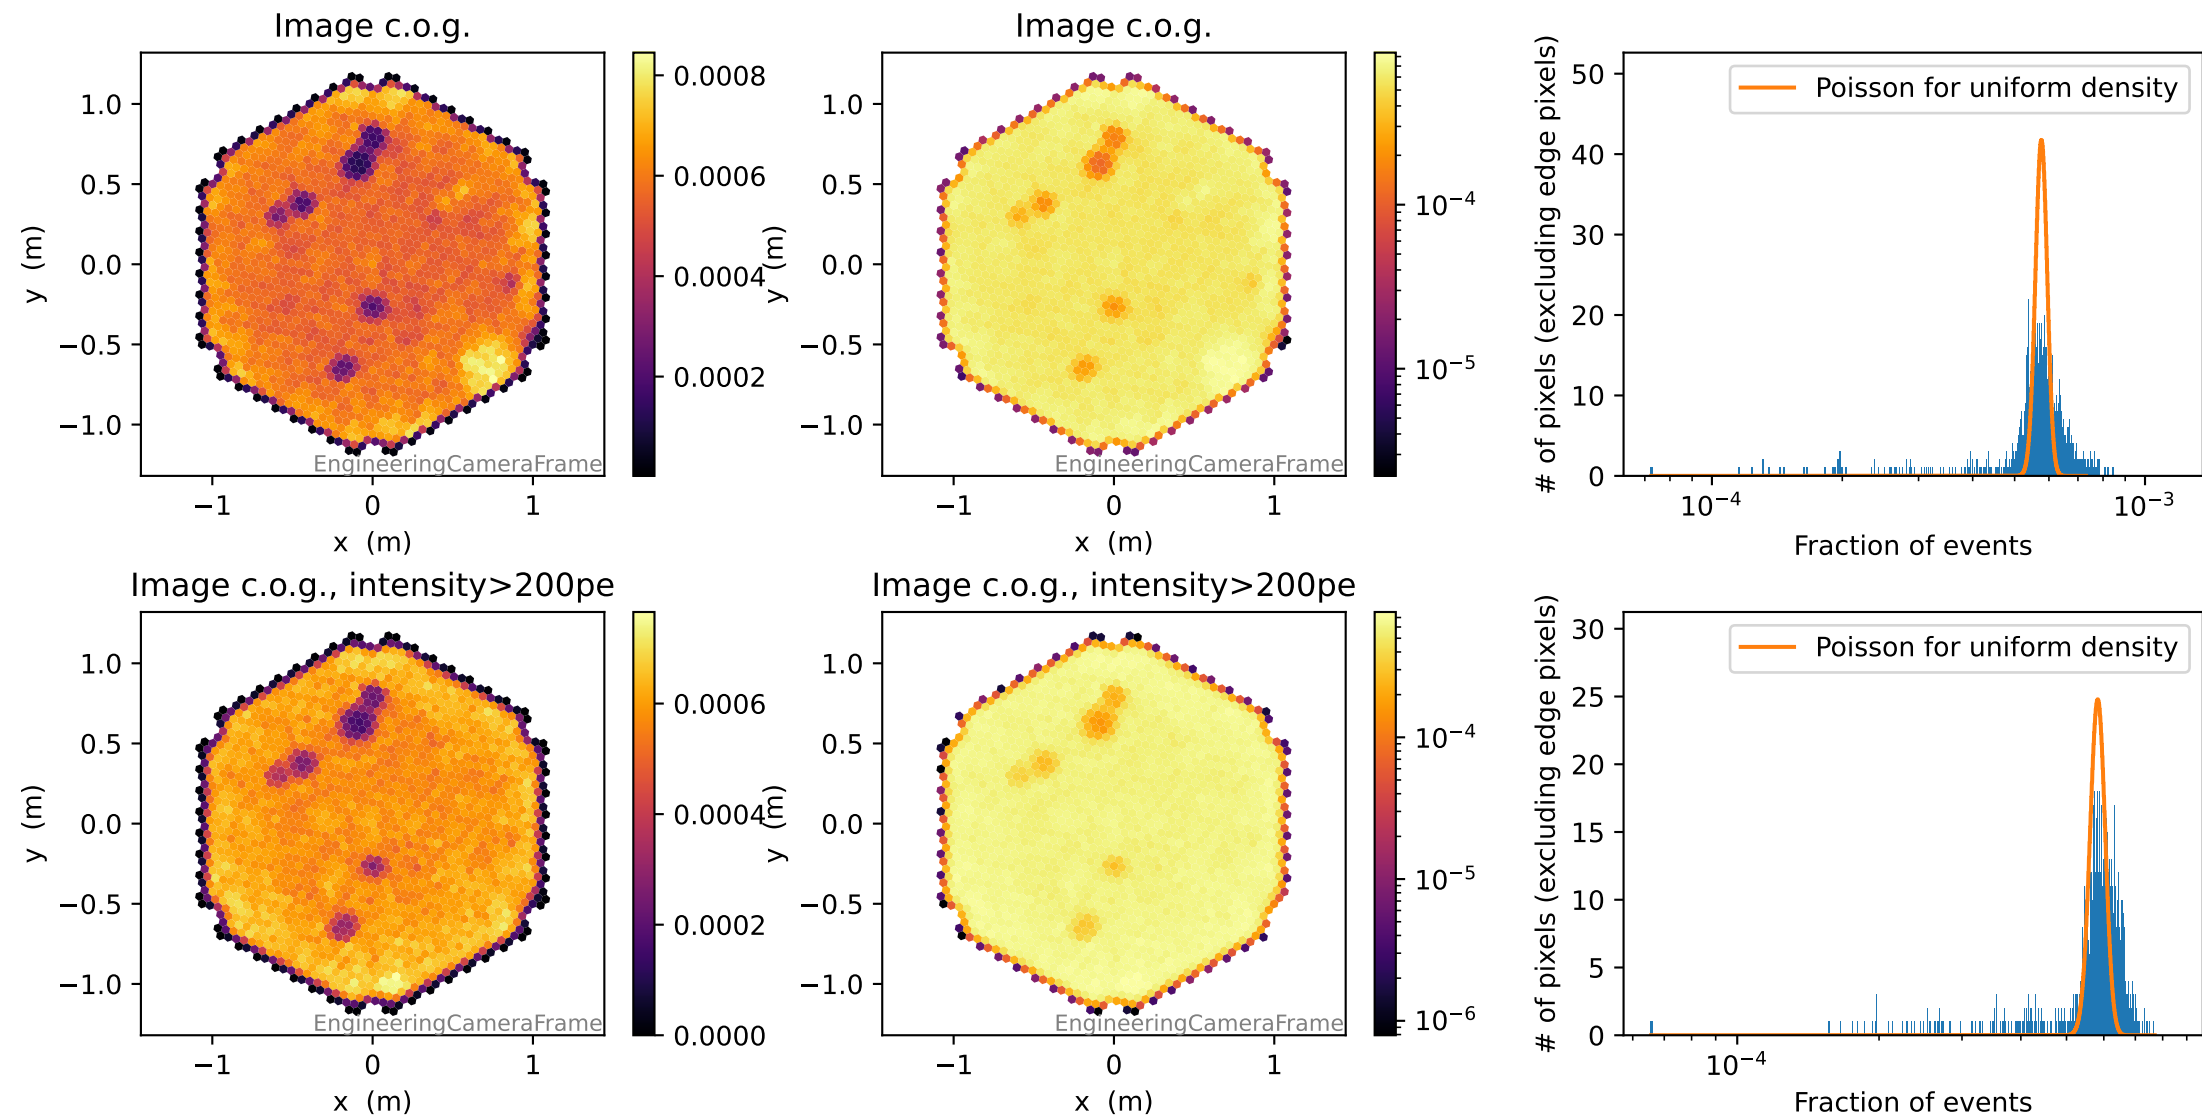 Image c.o.g.
1.0
0.5
0.0
−0.5
−1.0
y (m)
EngineeringCameraFrame
−1
0
1
x (m)
0.0008
0.0006
0.0004
0.0002
Image c.o.g.
1.0
0.5
0.0
−0.5
−1.0
y (m)
EngineeringCameraFrame
−1
0
1
x (m)
10⁻⁴
10⁻⁵
50
40
30
20
10
0
# of pixels (excluding edge pixels)
Poisson for uniform density
10⁻⁴
10⁻³
Fraction of events
Image c.o.g., intensity>200pe
1.0
0.5
0.0
−0.5
−1.0
y (m)
EngineeringCameraFrame
−1
0
1
x (m)
0.0006
0.0004
0.0002
0.0000
Image c.o.g., intensity>200pe
1.0
0.5
0.0
−0.5
−1.0
y (m)
EngineeringCameraFrame
−1
0
1
x (m)
10⁻⁴
10⁻⁵
10⁻⁶
30
25
20
15
10
5
0
# of pixels (excluding edge pixels)
Poisson for uniform density
10⁻⁴
Fraction of events